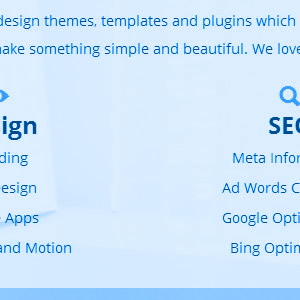 design themes, templates and plugins which
make something simple and beautiful. We love
ign
SEO
ding
Meta Infor
esign
Ad Words C
Apps
Google Opti
and Motion
Bing Optim